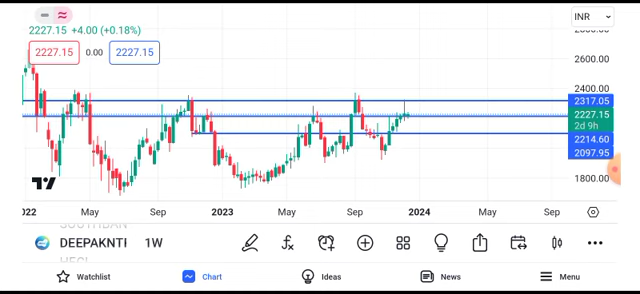 INR
2227.15 +4.00 (+0.18%)
2227.15 0.00 2227.15
2600.00
2400.00
2317.05
2227.15
2d 9h
2214.60
2097.95
1800.00
2022 May Sep 2023 May Sep 2024 May Sep
DEEPAKNTR 1W
Watchlist Chart Ideas News Menu